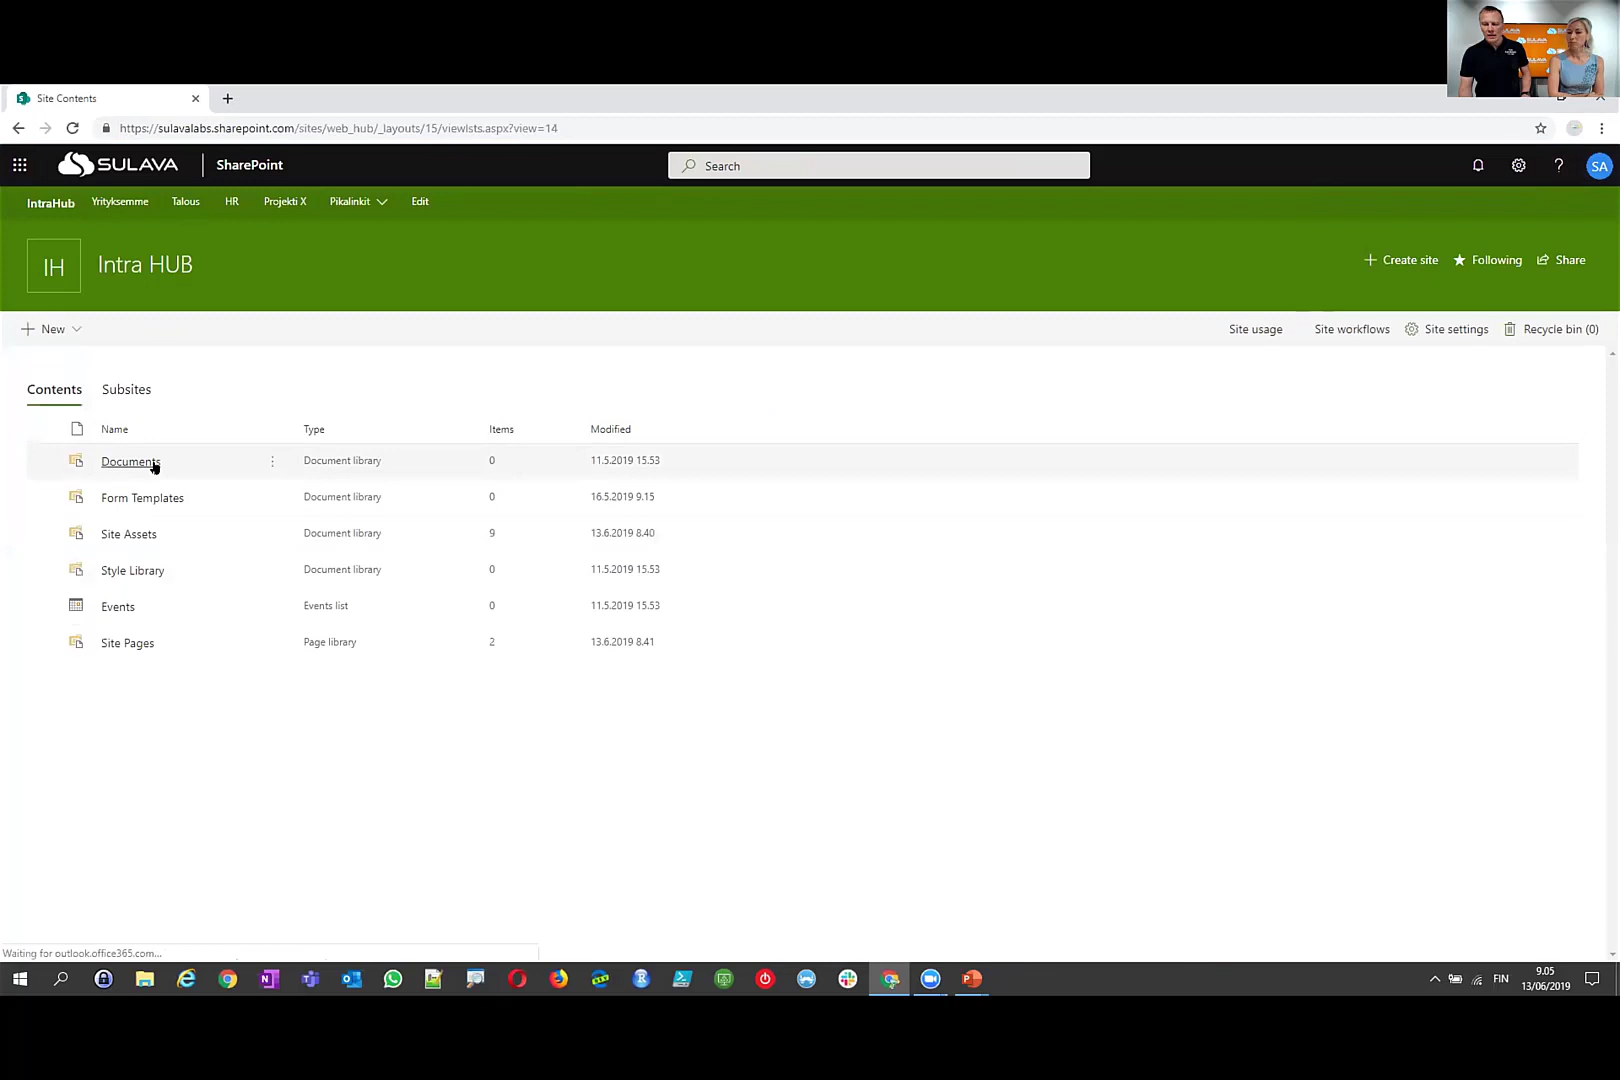 SULAVA
Site Contents
https://sulavalabs.sharepoint.com/sites/web_hub/_layouts/15/viewlsts.aspx?view=14
SULAVA SharePoint Search ? SA
IntraHub Yrityksemme Talous HR Projekti X Pikalinkit Edit
IH Intra HUB Create site Following Share
New Site usage Site workflows Site settings Recycle bin (0)
Contents Subsites
Name Type Items Modified
Documents Document library 0 11.5.2019 15.53
Form Templates Document library 0 16.5.2019 9.15
Site Assets Document library 9 13.6.2019 8.40
Style Library Document library 0 11.5.2019 15.53
Events Events list 0 11.5.2019 15.53
Site Pages Page library 2 13.6.2019 8.41
Waiting for outlook.office365.com...
FIN 9.05
13/06/2019